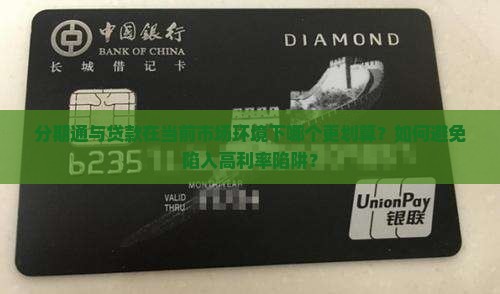 中国银行
BANK OF CHINA
长城借记卡
DIAMOND
分期通与贷款在当前市场环境下哪个更划算？如何避免
陷入高利率陷阱？
6235
MONTH/YEAR
VALID
THRU
UnionPay
银联